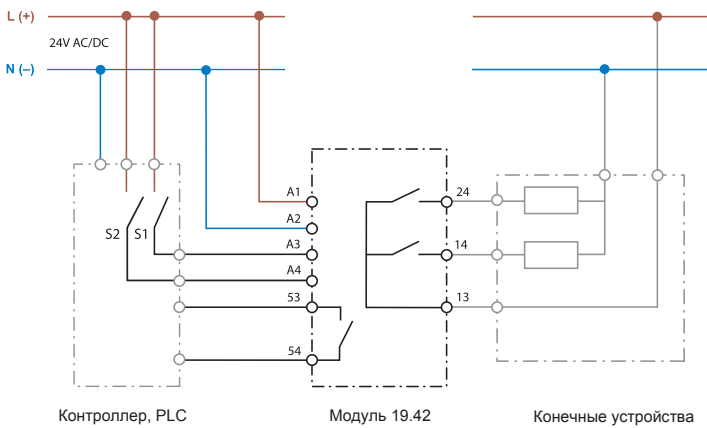 L (+)
24V AC/DC
N (–)
A1
24
A2
S2
S1
A3
14
A4
53
13
54
Контроллер, PLC
Модуль 19.42
Конечные устройства